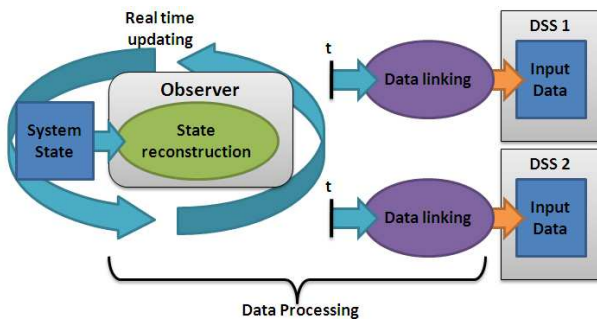 Real time
updating
Observer
System
State
State
reconstruction
t
Data linking
DSS 1
Input
Data
t
Data linking
DSS 2
Input
Data
Data Processing